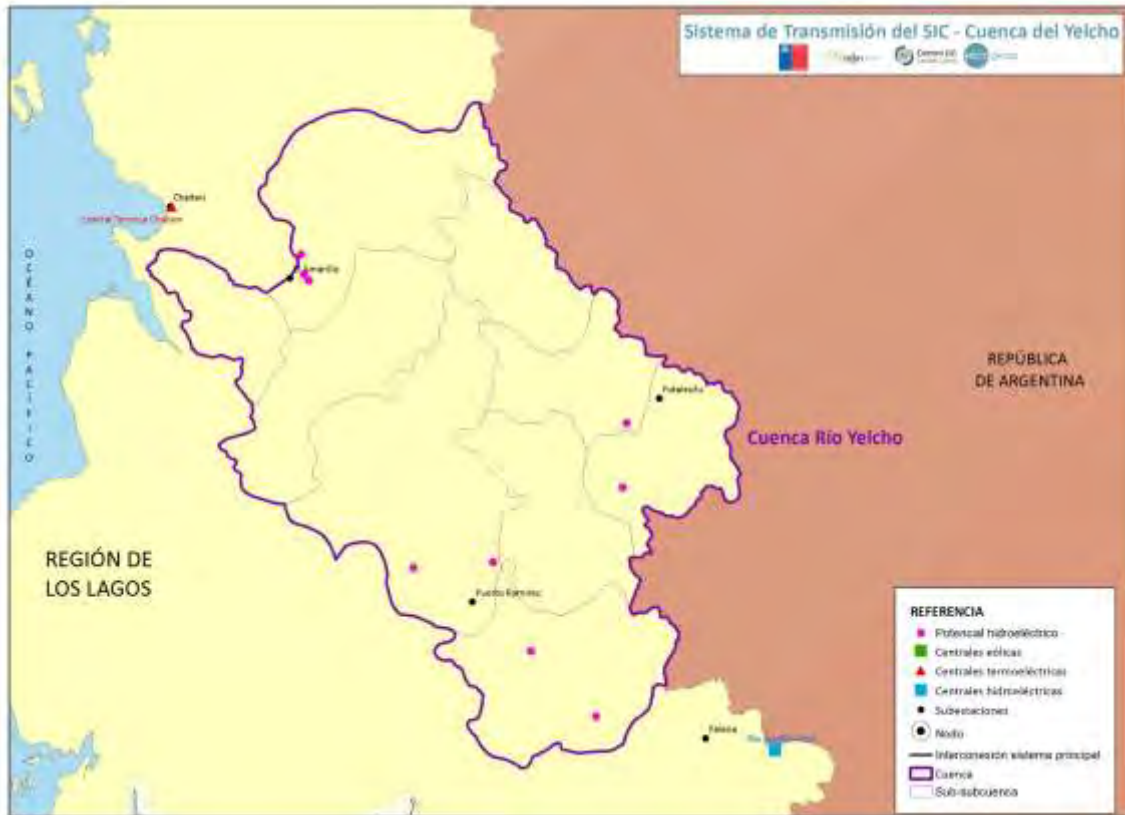 Sistema de Transmisión del SIC - Cuenca del Yelcho
Chaitén
Central Térmica Chaitén
Amarillo
OCÉANO PACÍFICO
REPÚBLICA
DE ARGENTINA
Futaleufú
Cuenca Río Yelcho
REGIÓN DE
LOS LAGOS
Puerto Ramírez
Palena
REFERENCIA
Potencial hidroeléctrico
Centrales eólicas
Centrales termoeléctricas
Centrales hidroeléctricas
Subestaciones
Nodo
Interconexión sistema principal
Cuenca
Sub-subcuenca